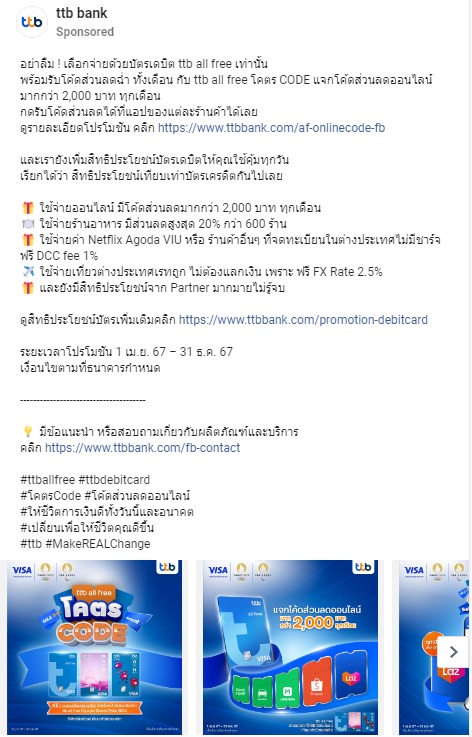 ttb bank
Sponsored
อย่าลืม ! เลือกจ่ายด้วยบัตรเดบิต ttb all free เท่านั้น
พร้อมรับโค้ดส่วนลดฉ่ำ ทั้งเดือน กับ ttb all free โคตร CODE แจกโค้ดส่วนลดออนไลน์
มากกว่า 2,000 บาท ทุกเดือน
กดรับโค้ดส่วนลดได้ที่แอปของแต่ละร้านค้าได้เลย
ดูรายละเอียดโปรโมชัน คลิก https://www.ttbbank.com/af-onlinecode-fb
และเรายังเพิ่มสิทธิประโยชน์บัตรเดบิตให้คุณใช้คุ้มทุกวัน
เรียกได้ว่า สิทธิประโยชน์เทียบเท่าบัตรเครดิตกันไปเลย
🎁 ใช้จ่ายออนไลน์ มีโค้ดส่วนลดมากกว่า 2,000 บาท ทุกเดือน
🍽️ ใช้จ่ายร้านอาหาร มีส่วนลดสูงสุด 20% กว่า 600 ร้าน
🎁 ใช้จ่ายค่า Netflix Agoda VIU หรือ ร้านค้าอื่นๆ ที่จดทะเบียนในต่างประเทศไม่มีชาร์จ
ฟรี DCC fee 1%
✈️ ใช้จ่ายเที่ยวต่างประเทศเรทถูก ไม่ต้องแลกเงิน เพราะ ฟรี FX Rate 2.5%
🎁 และยังมีสิทธิประโยชน์จาก Partner มากมายไม่รู้จบ
ดูสิทธิประโยชน์บัตรเพิ่มเติมคลิก https://www.ttbbank.com/promotion-debitcard
ระยะเวลาโปรโมชัน 1 เม.ย. 67 – 31 ธ.ค. 67
เงื่อนไขตามที่ธนาคารกำหนด
--------------------------------------
💡 มีข้อแนะนำ หรือสอบถามเกี่ยวกับผลิตภัณฑ์และบริการ
คลิก https://www.ttbbank.com/fb-contact
#ttballfree #ttbdebitcard
#โคตรCode #โค้ดส่วนลดออนไลน์
#ให้ชีวิตการเงินดีทั้งวันนี้และอนาคต
#เปลี่ยนเพื่อให้ชีวิตคุณดีขึ้น
#ttb #MakeREALChange
VISA
ttb
ttb all free
โคตร
CODE
VISA
ttb
แจกโค้ดส่วนลดออนไลน์
มาก
กว่า 2,000 บาท
ทุกเดือน
all free
VISA
Grab
Food
LINE MAN
Shopee
Laz
VISA
Laz